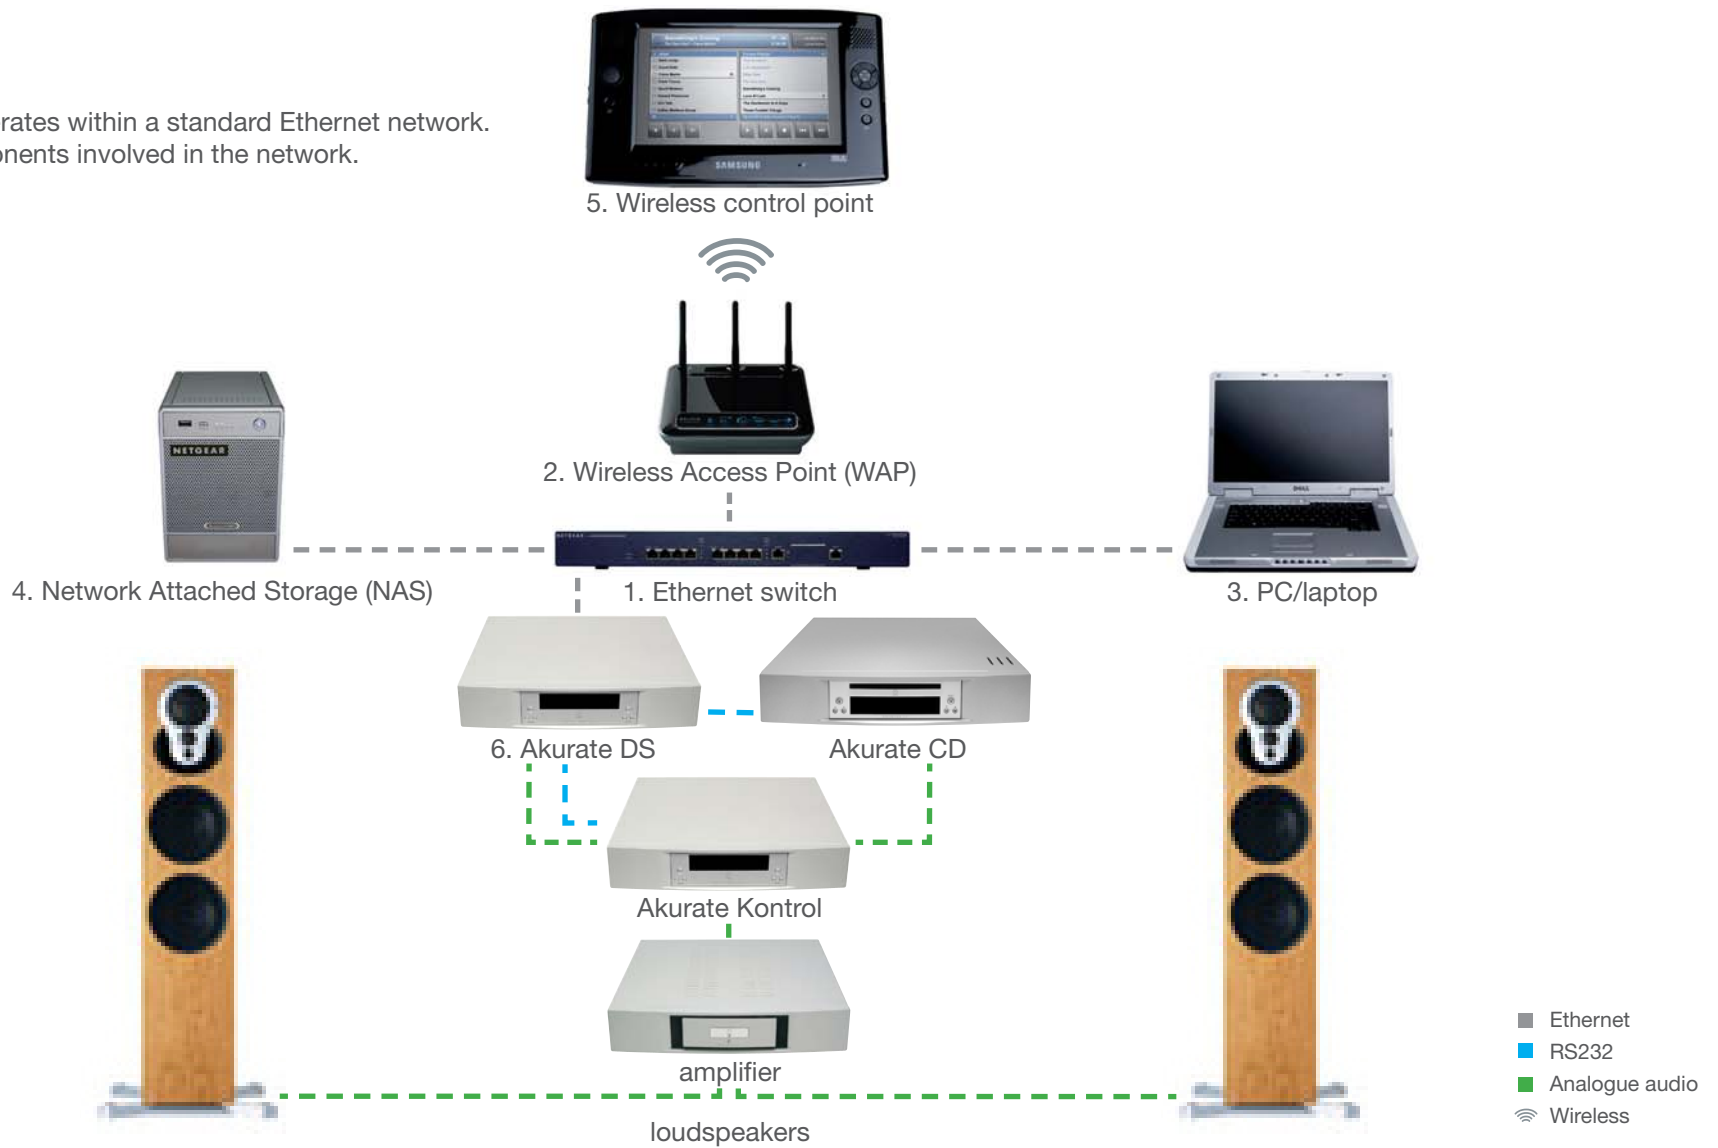 rates within a standard Ethernet network.
onents involved in the network.
SAMSUNG
5. Wireless control point
NETGEAR
2. Wireless Access Point (WAP)
DELL
NETGEAR
4. Network Attached Storage (NAS)
1. Ethernet switch
3. PC/laptop
6. Akurate DS
Akurate CD
Akurate Kontrol
amplifier
loudspeakers
Ethernet
RS232
Analogue audio
Wireless